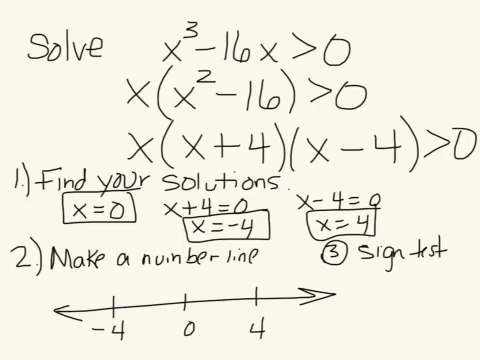 Solve x³ - 16x > 0
x(x² - 16) > 0
x(x + 4)(x - 4) > 0
1.) Find your solutions.
x = 0 x + 4 = 0 x - 4 = 0
x = -4 x = 4
2.) Make a number line ③ sign test
-4 0 4